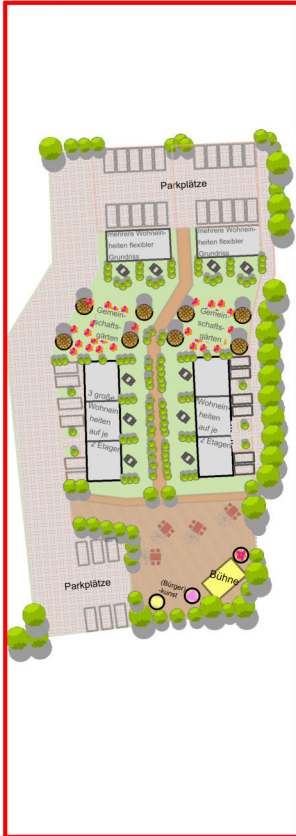 Parkplätze
mehrere Wohnein-
heiten flexibler
Grundriss
mehrere Wohnein-
heiten flexibler
Grundriss
Gemein-
schafts-
gärten
Gemein-
schafts-
gärten
3 große
Wohnein-
heiten
auf je
2 Etagen
Wohnein-
heiten
auf je
2 Etagen
Parkplätze
(Bürger)
-kunst
Bühne